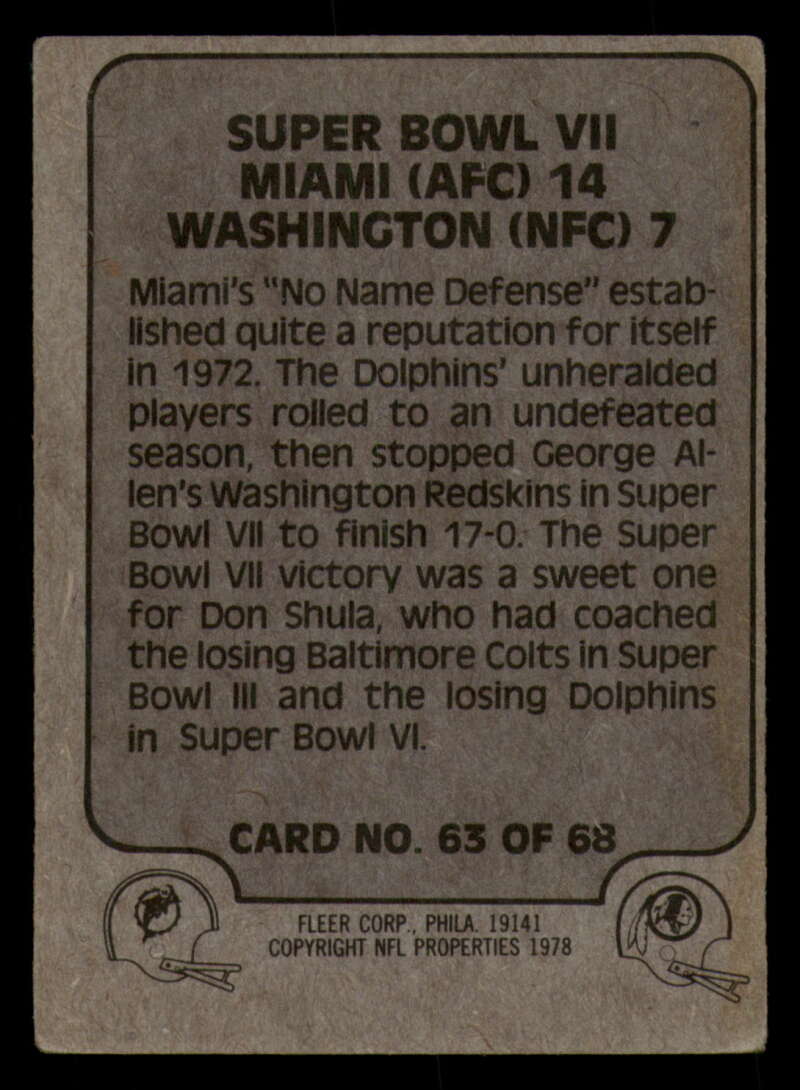 SUPER BOWL VII
MIAMI (AFC) 14
WASHINGTON (NFC) 7
Miami's "No Name Defense" estab-
lished quite a reputation for itself
in 1972. The Dolphins' unheralded
players rolled to an undefeated
season, then stopped George Al-
len's Washington Redskins in Super
Bowl VII to finish 17-0. The Super
Bowl VII victory was a sweet one
for Don Shula, who had coached
the losing Baltimore Colts in Super
Bowl III and the losing Dolphins
in Super Bowl VI.
CARD NO. 63 OF 68
FLEER CORP., PHILA. 19141
COPYRIGHT NFL PROPERTIES 1978